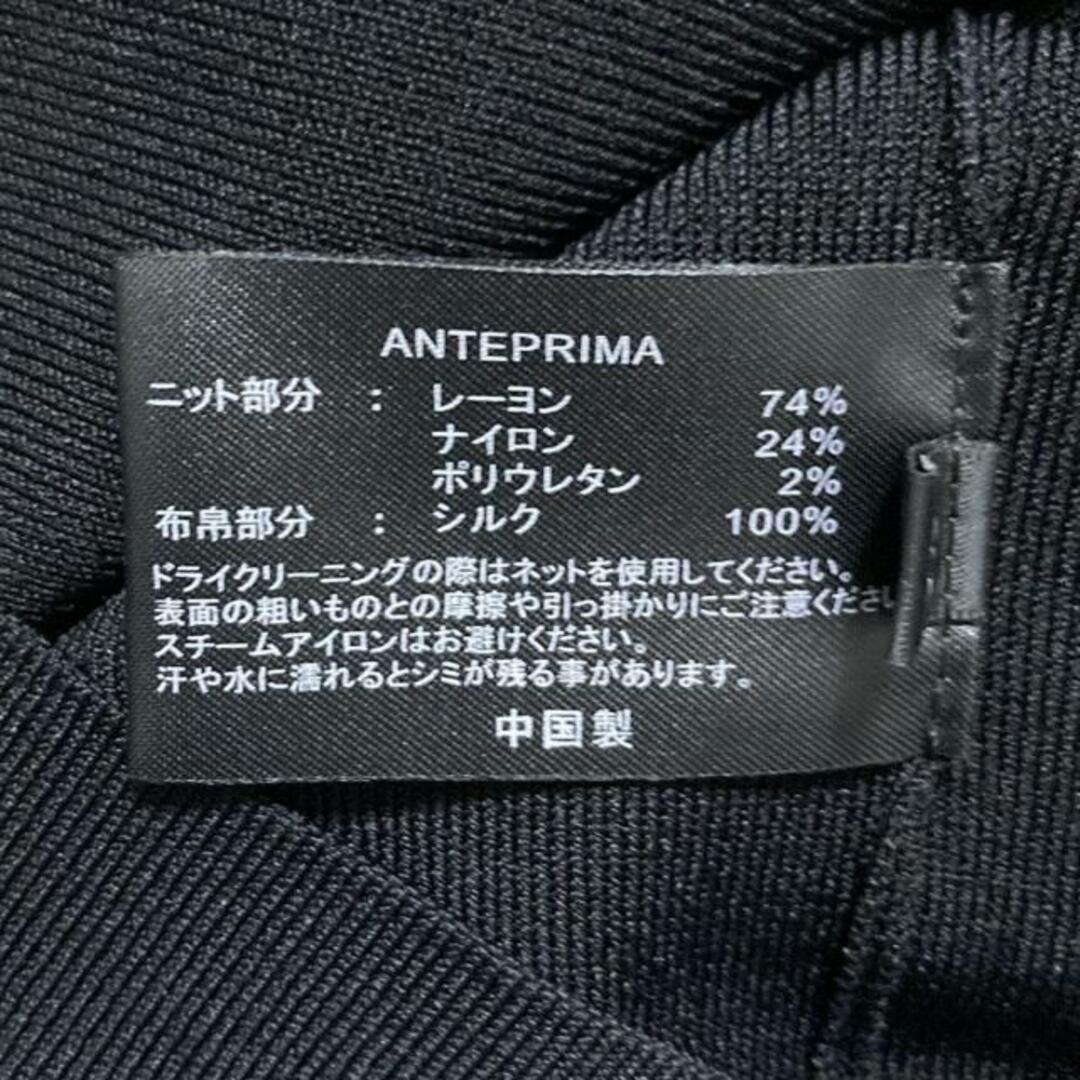 ANTEPRIMA
ニット部分 : レーヨン 74%
ナイロン 24%
ポリウレタン 2%
布帛部分 : シルク 100%
ドライクリーニングの際はネットを使用してください。
表面の粗いものとの摩擦や引っ掛かりにご注意ください
スチームアイロンはお避けください。
汗や水に濡れるとシミが残る事があります。
中国製